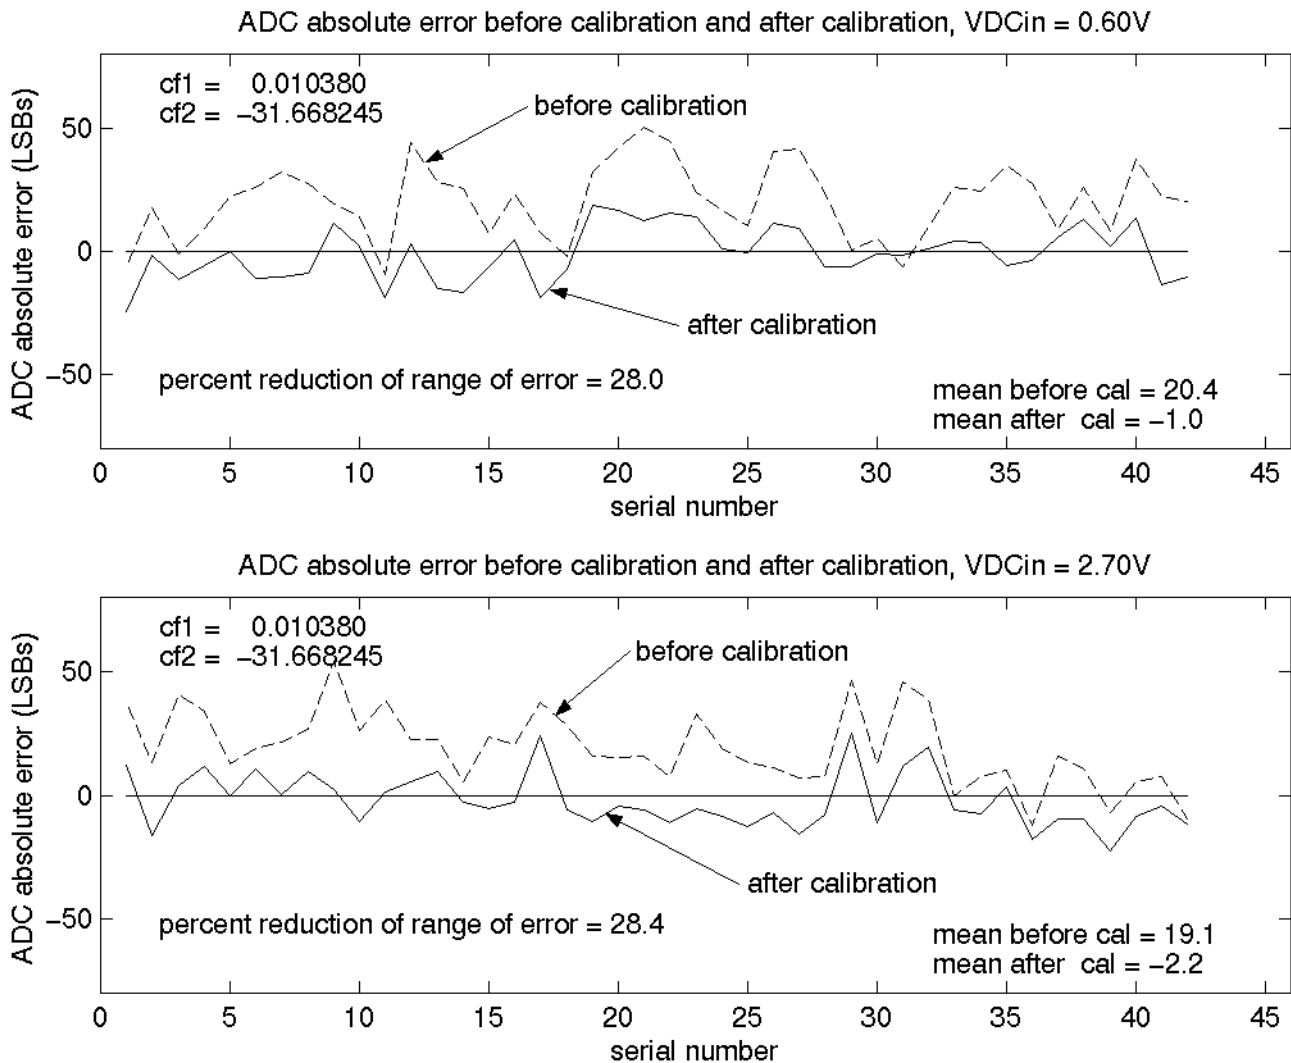 ADC absolute error before calibration and after calibration, VDCin = 0.60V
cf1 = 0.010380
cf2 = −31.668245
before calibration
50
0
−50
ADC absolute error (LSBs)
after calibration
percent reduction of range of error = 28.0
mean before cal = 20.4
mean after cal = −1.0
0 5 10 15 20 25 30 35 40 45
serial number
ADC absolute error before calibration and after calibration, VDCin = 2.70V
cf1 = 0.010380
cf2 = −31.668245
before calibration
50
0
−50
ADC absolute error (LSBs)
after calibration
percent reduction of range of error = 28.4
mean before cal = 19.1
mean after cal = −2.2
0 5 10 15 20 25 30 35 40 45
serial number